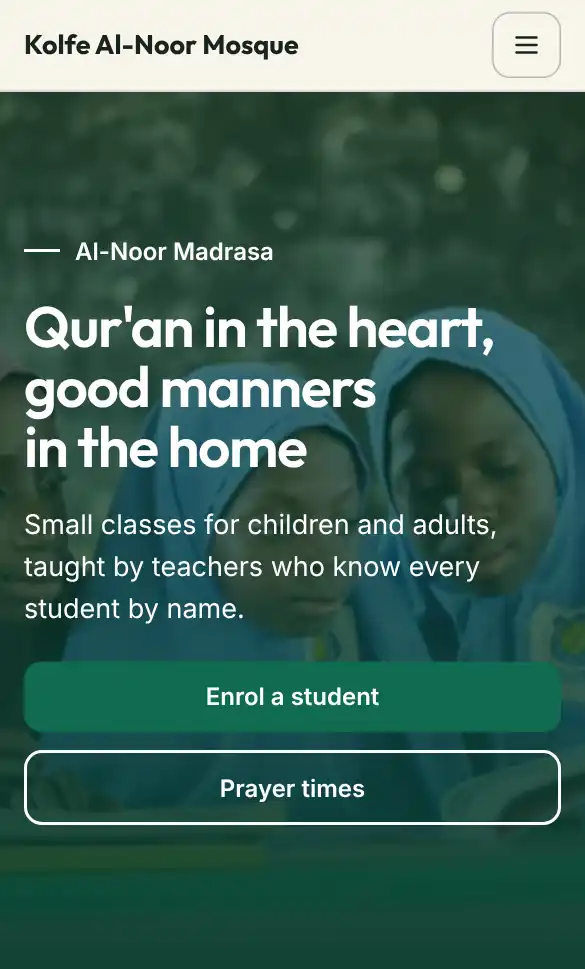 Kolfe Al-Noor Mosque
Al-Noor Madrasa
Qur'an in the heart,
good manners
in the home
Small classes for children and adults,
taught by teachers who know every
student by name.
Enrol a student
Prayer times